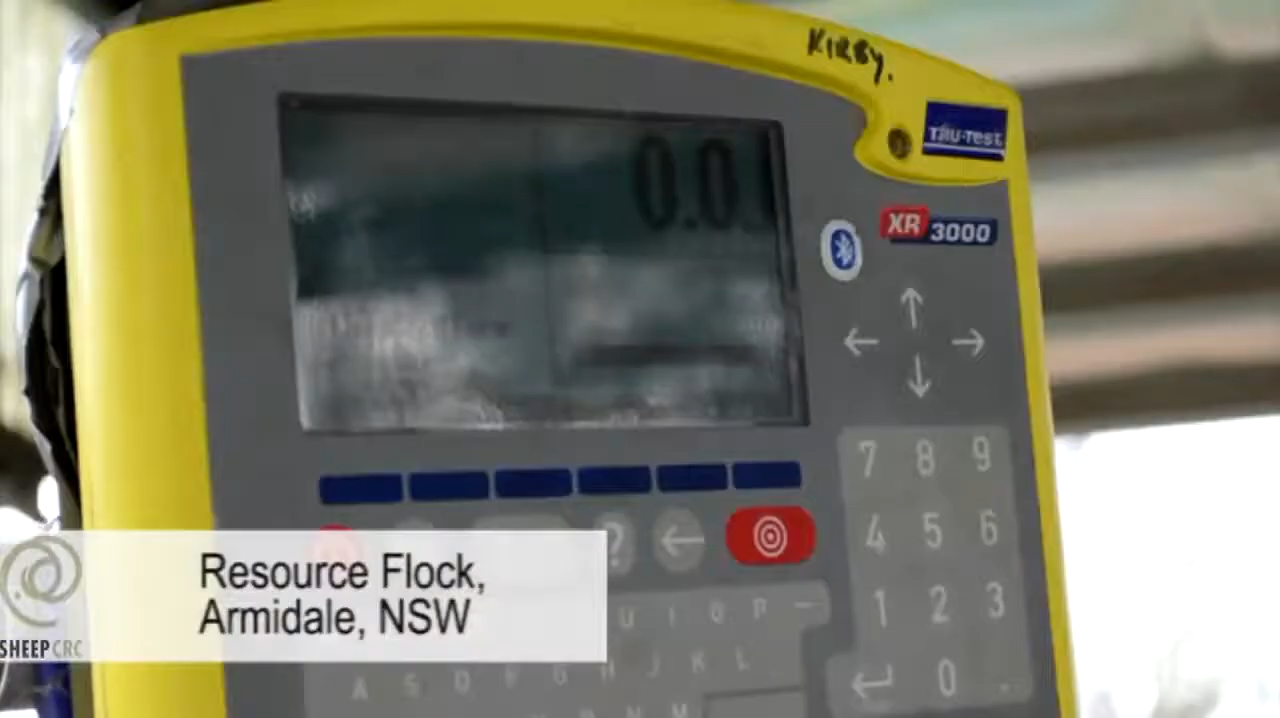 KIRBY.
TRU-TEST
0.0
XR 3000
7 8 9
4 5 6
1 2 3
0
?
U I O P
A S D F G H J K L
Resource Flock,
Armidale, NSW
SHEEP CRC